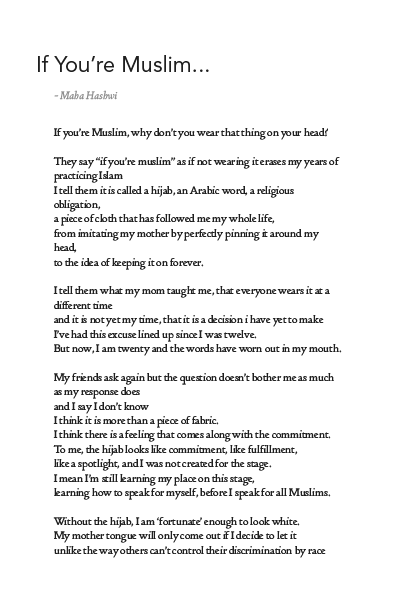 If You’re Muslim...
- Maha Hashwi
If you’re Muslim, why don’t you wear that thing on your head?
They say “if you’re muslim” as if not wearing it erases my years of
practicing Islam
I tell them it is called a hijab, an Arabic word, a religious
obligation,
a piece of cloth that has followed me my whole life,
from imitating my mother by perfectly pinning it around my
head,
to the idea of keeping it on forever.
I tell them what my mom taught me, that everyone wears it at a
different time
and it is not yet my time, that it is a decision i have yet to make
I’ve had this excuse lined up since I was twelve.
But now, I am twenty and the words have worn out in my mouth.
My friends ask again but the question doesn’t bother me as much
as my response does
and I say I don’t know
I think it is more than a piece of fabric.
I think there is a feeling that comes along with the commitment.
To me, the hijab looks like commitment, like fulfillment,
like a spotlight, and I was not created for the stage.
I mean I’m still learning my place on this stage,
learning how to speak for myself, before I speak for all Muslims.
Without the hijab, I am ‘fortunate’ enough to look white.
My mother tongue will only come out if I decide to let it
unlike the way others can’t control their discrimination by race